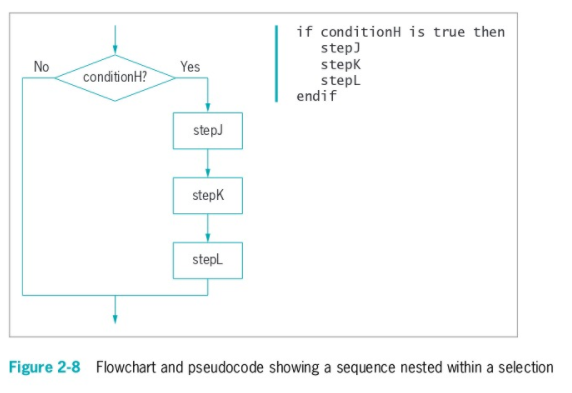 No
conditionH?
Yes
stepJ
stepK
stepL
if conditionH is true then
stepJ
stepK
stepL
endif
Figure 2-8 Flowchart and pseudocode showing a sequence nested within a selection